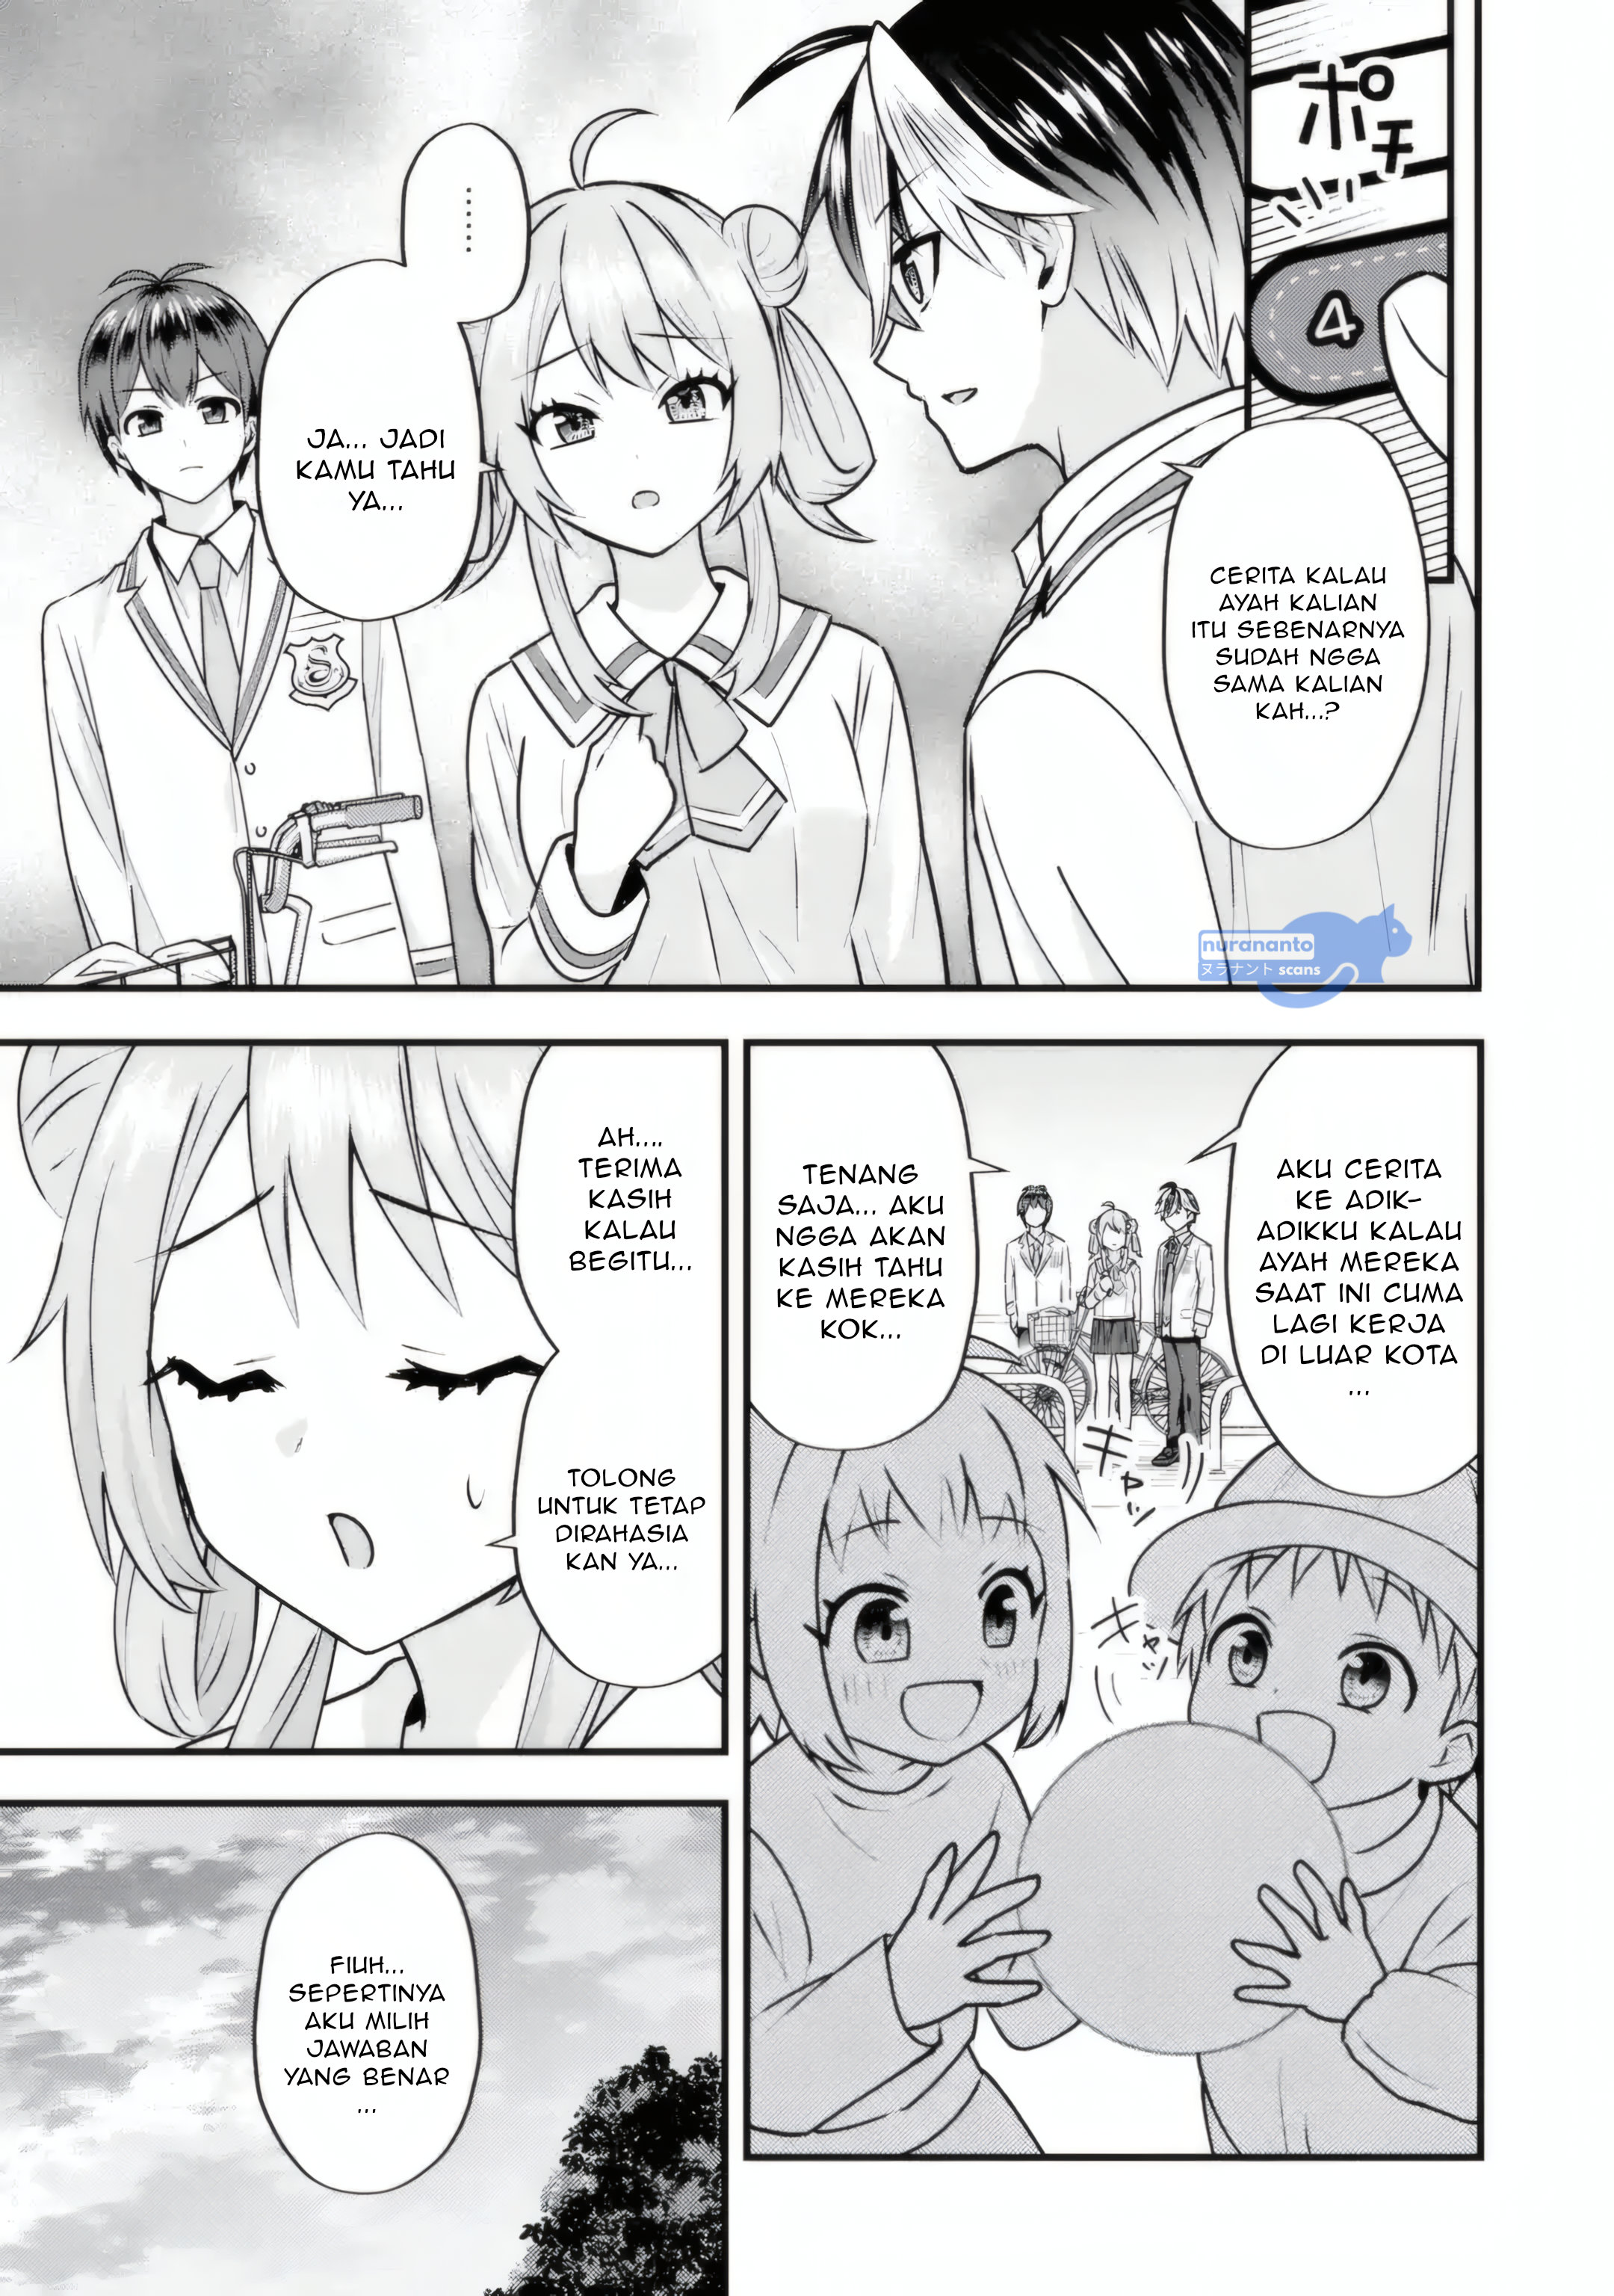 ポチ
4
CERITA KALAU
AYAH KALIAN
ITU SEBENARNYA
SUDAH NGGA
SAMA KALIAN
KAH...?
........
JA... JADI
KAMU TAHU
YA...
S
nurananto
ヌラナント scans
AKU CERITA
KE ADIK-
ADIKKU KALAU
AYAH MEREKA
SAAT INI CUMA
LAGI KERJA
DI LUAR KOTA
...
TENANG
SAJA... AKU
NGGA AKAN
KASIH TAHU
KE MEREKA
KOK...
キャッ
キャッ
AH....
TERIMA
KASIH
KALAU
BEGITU...
TOLONG
UNTUK TETAP
DIRAHASIA
KAN YA...
FIUH...
SEPERTINYA
AKU MILIH
JAWABAN
YANG BENAR
...